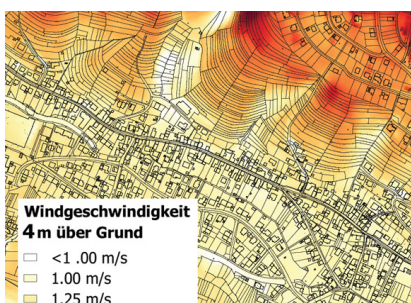 Windgeschwindigkeit
4 m über Grund
<1 .00 m/s
1.00 m/s
1.25 m/s